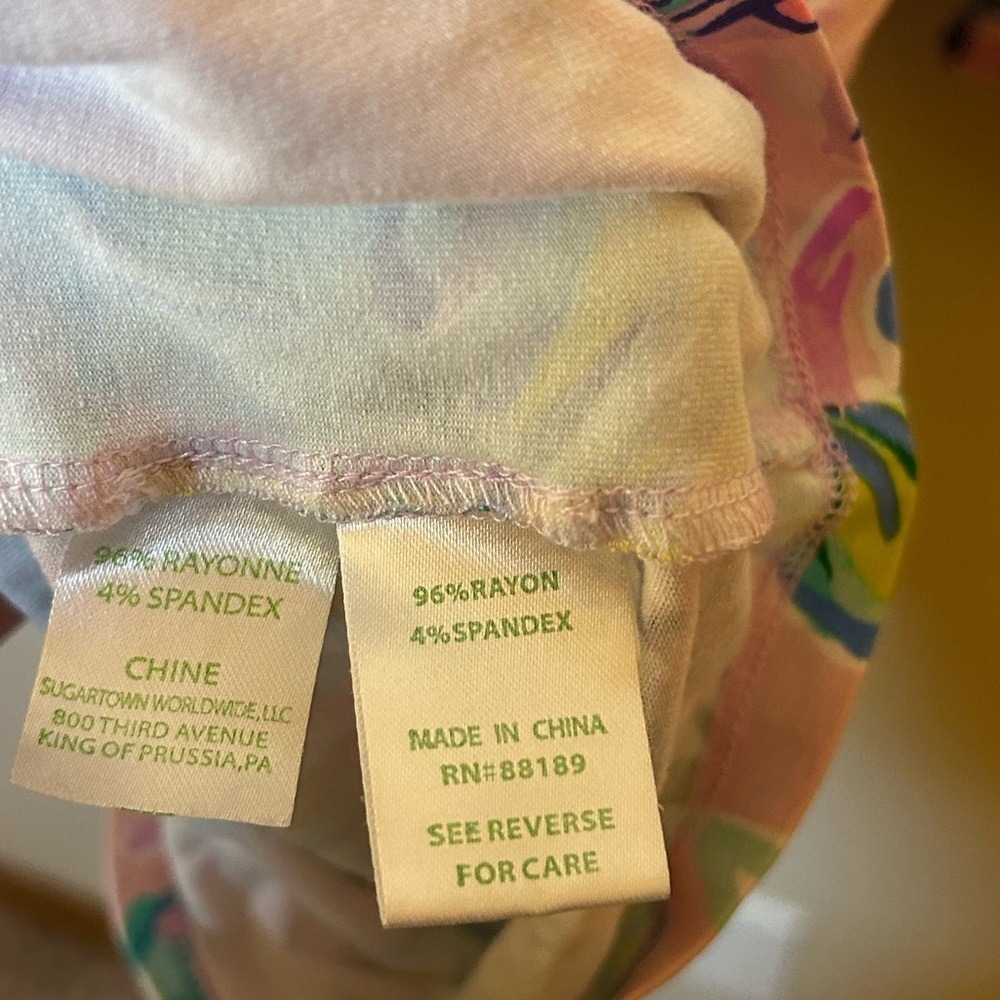 96% RAYONNE
4% SPANDEX
CHINE
SUGARTOWN WORLDWIDE, LLC
800 THIRD AVENUE
KING OF PRUSSIA, PA
96%RAYON
4%SPANDEX
MADE IN CHINA
RN#88189
SEE REVERSE
FOR CARE